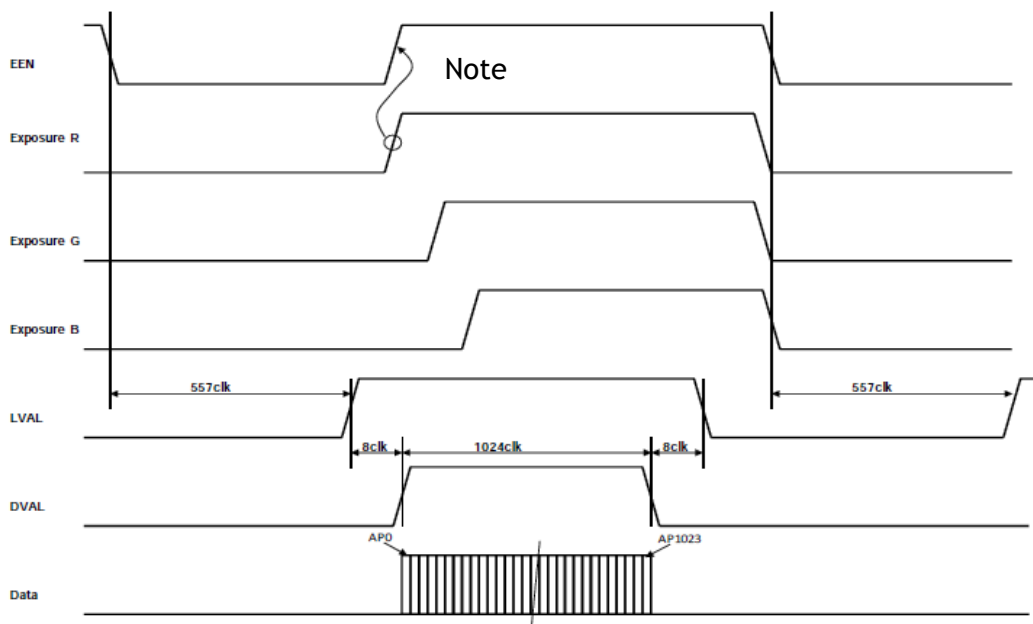 EEN
Note
Exposure R
Exposure G
Exposure B
557clk 557clk
LVAL
8clk 1024clk 8clk
DVAL
AP0 AP1023
Data